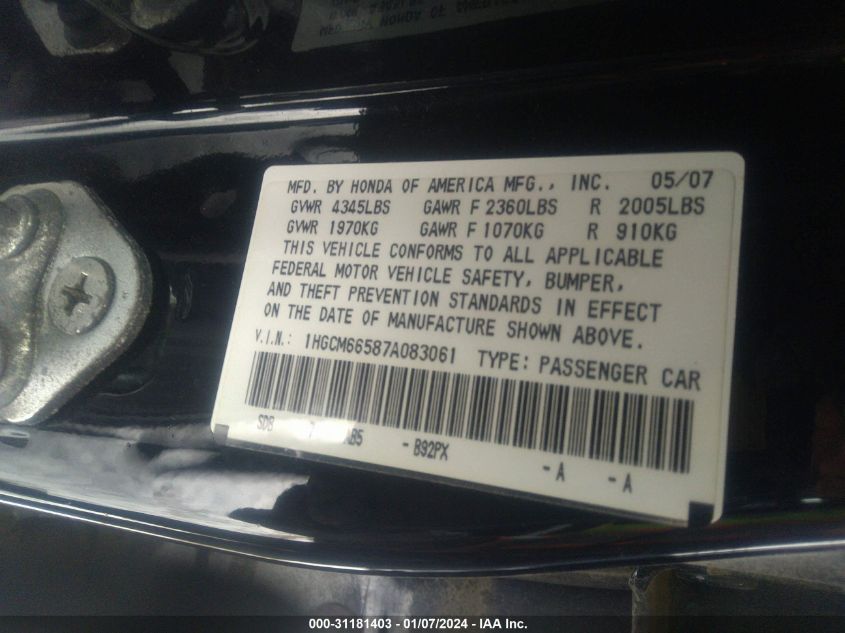 MFD. BY HONDA OF AMERICA MFG., INC. 05/07
GVWR 4345LBS GAWR F 2360LBS R 2005LBS
GVWR 1970KG GAWR F 1070KG R 910KG
THIS VEHICLE CONFORMS TO ALL APPLICABLE
FEDERAL MOTOR VEHICLE SAFETY, BUMPER,
AND THEFT PREVENTION STANDARDS IN EFFECT
ON THE DATE OF MANUFACTURE SHOWN ABOVE.
V.I.N.: 1HGCM66587A083061 TYPE: PASSENGER CAR
SDB -B92PX -A -A
000-31181403 - 01/07/2024 - IAA Inc.